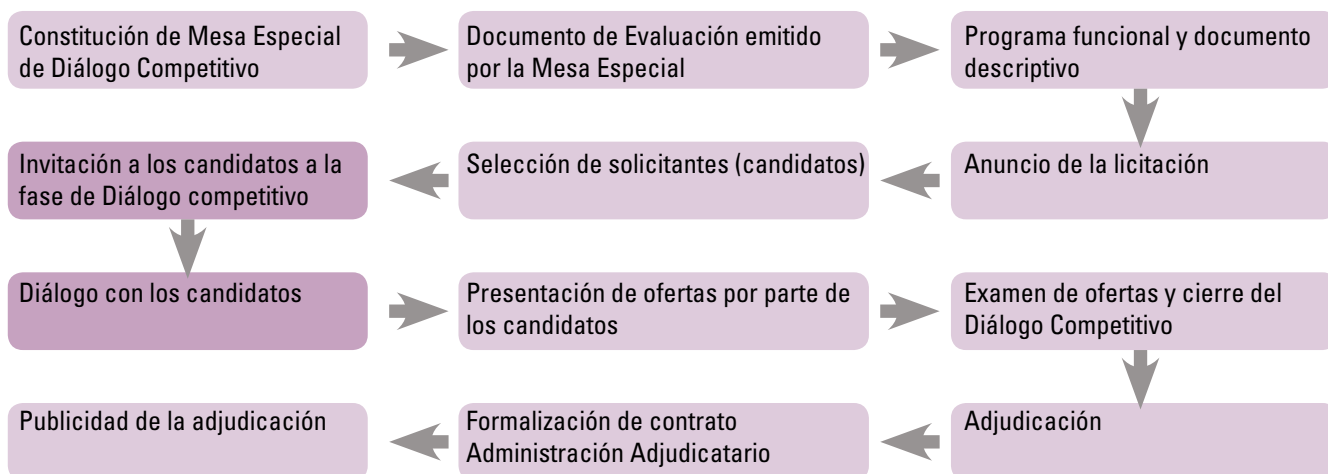 Constitución de Mesa Especial
de Diálogo Competitivo
Documento de Evaluación emitido
por la Mesa Especial
Programa funcional y documento
descriptivo
Anuncio de la licitación
Selección de solicitantes (candidatos)
Invitación a los candidatos a la
fase de Diálogo competitivo
Diálogo con los candidatos
Presentación de ofertas por parte de
los candidatos
Examen de ofertas y cierre del
Diálogo Competitivo
Adjudicación
Formalización de contrato
Administración Adjudicatario
Publicidad de la adjudicación